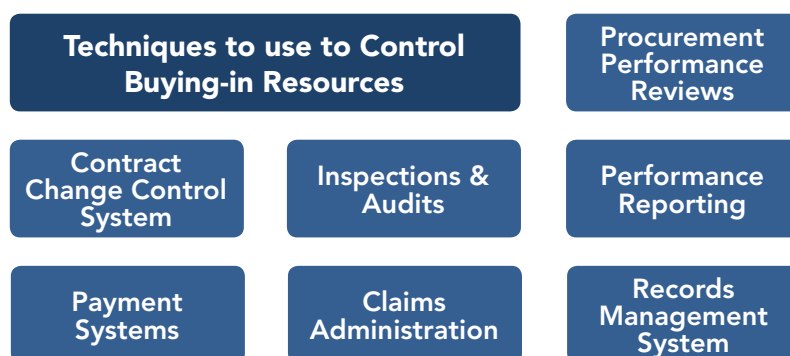 Techniques to use to Control
Buying-in Resources
Procurement
Performance
Reviews
Contract
Change Control
System
Inspections &
Audits
Performance
Reporting
Payment
Systems
Claims
Administration
Records
Management
System